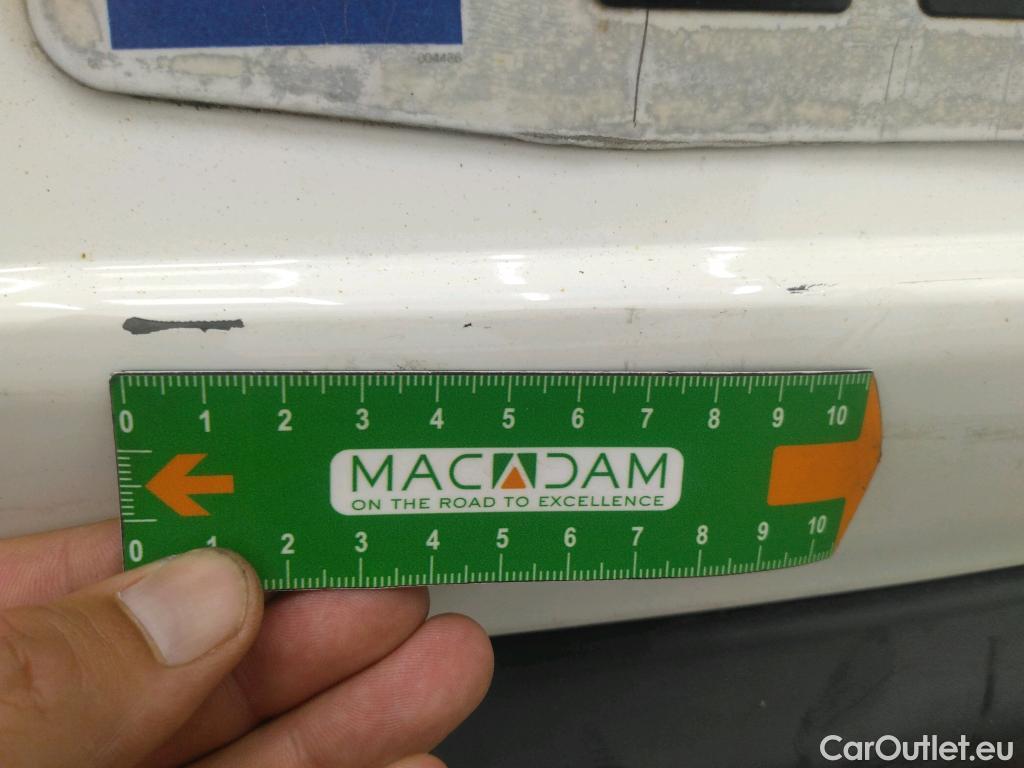 0 1 2 3 4 5 6 7 8 9 10
MACADAM
ON THE ROAD TO EXCELLENCE
0 1 2 3 4 5 6 7 8 9 10
CarOutlet.eu